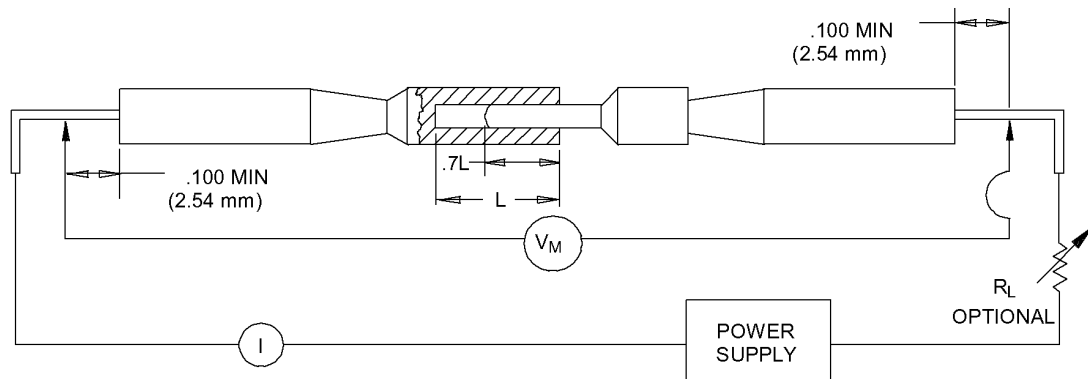 .100 MIN
(2.54 mm)
.7L
.100 MIN
(2.54 mm)
L
VM
RL
OPTIONAL
I
POWER
SUPPLY